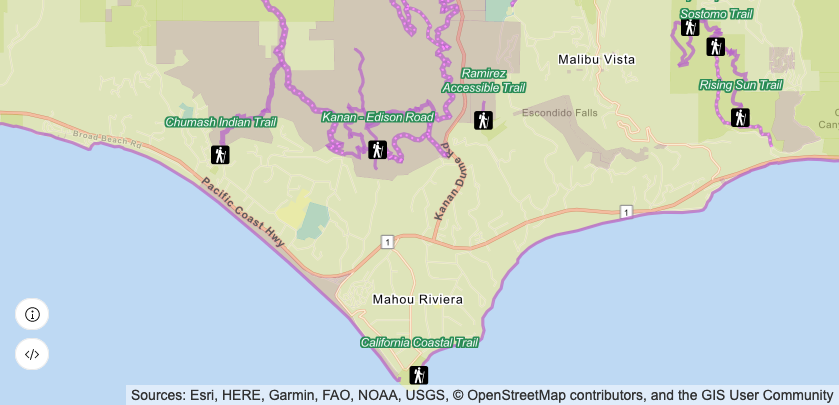 Sostomo Trail
Malibu Vista
Ramirez
Accessible Trail
Rising Sun Trail
Escondido Falls
Chumash Indian Trail
Kanan - Edison Road
Broad Beach Rd
Kanan Dume Rd
Pacific Coast Hwy
1
1
Mahou Riviera
California Coastal Trail
</>
Sources: Esri, HERE, Garmin, FAO, NOAA, USGS, © OpenStreetMap contributors, and the GIS User Community